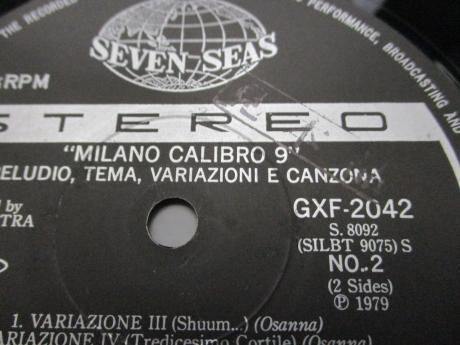 THE RECORDED
PERFORMANCE, BROADCASTING AND
SEVEN SEAS
RPM
STEREO
"MILANO CALIBRO 9"
RELUDIO, TEMA, VARIAZIONI E CANZONA
GXF-2042
S. 8092
(SILBT 9075) S
NO. 2
(2 Sides)
Ⓟ 1979
d by
TRA
1. VARIAZIONE III (Shuum...) (Osanna)
ARIAZIONE IV (Tredicesimo Cortile) (Osanna)